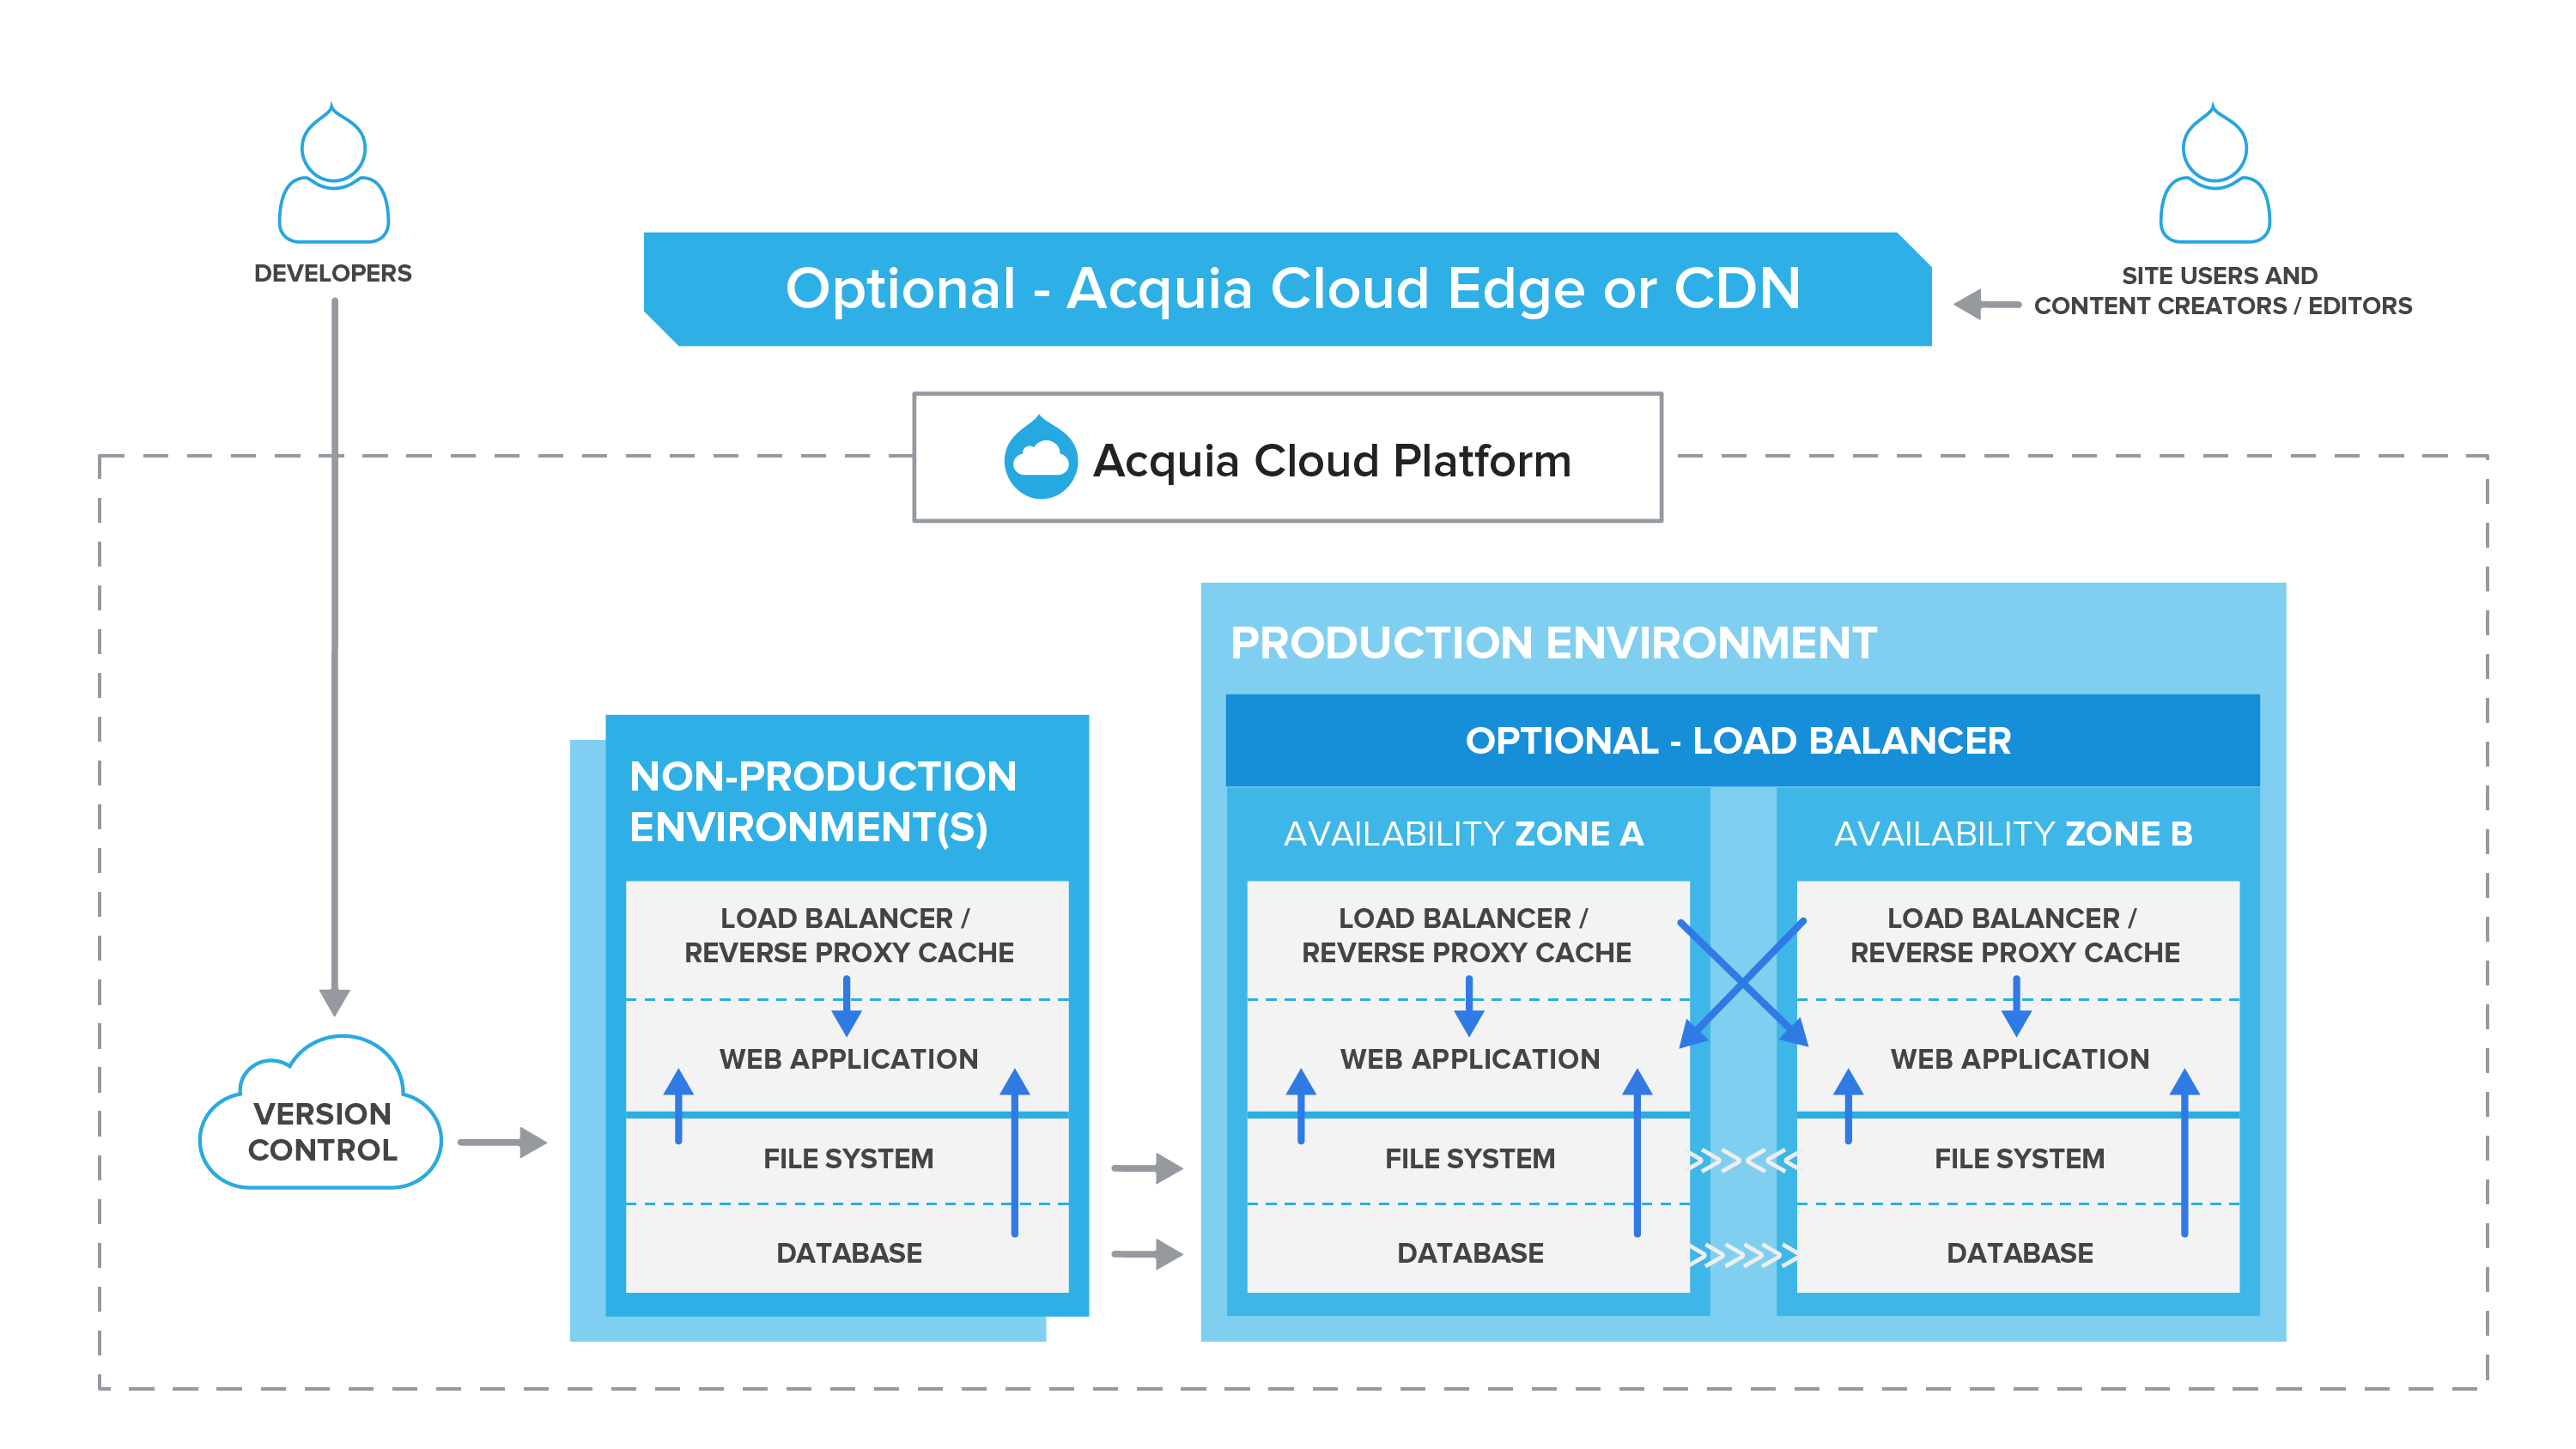 DEVELOPERS
Optional - Acquia Cloud Edge or CDN
SITE USERS AND
CONTENT CREATORS / EDITORS
Acquia Cloud Platform
VERSION
CONTROL
NON-PRODUCTION
ENVIRONMENT(S)
LOAD BALANCER /
REVERSE PROXY CACHE
WEB APPLICATION
FILE SYSTEM
DATABASE
PRODUCTION ENVIRONMENT
OPTIONAL - LOAD BALANCER
AVAILABILITY ZONE A
LOAD BALANCER /
REVERSE PROXY CACHE
WEB APPLICATION
FILE SYSTEM
DATABASE
AVAILABILITY ZONE B
LOAD BALANCER /
REVERSE PROXY CACHE
WEB APPLICATION
FILE SYSTEM
DATABASE